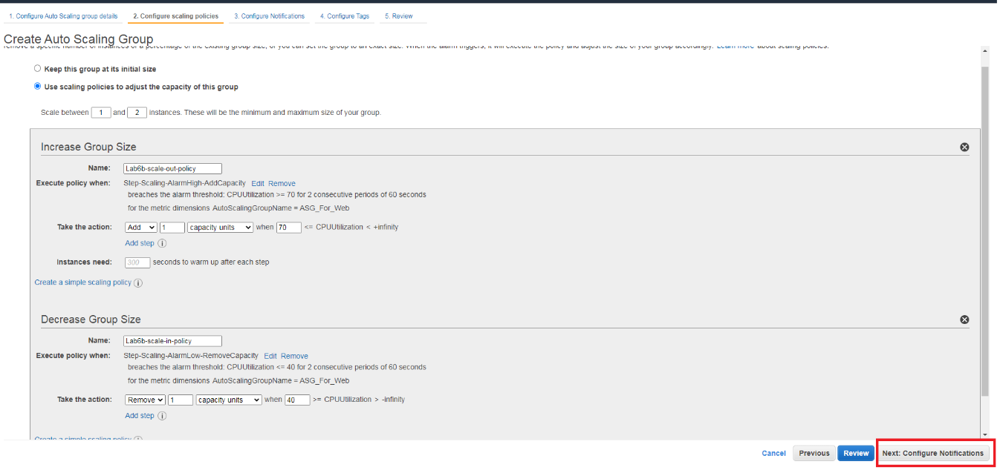 1. Configure Auto Scaling group details 2. Configure scaling policies 3. Configure Notifications 4. Configure Tags 5. Review
Create Auto Scaling Group
remove a specific number of instances or a percentage of the existing group size, or you can set the group to an exact size. When the alarm triggers, it will execute the policy and adjust the size of your group accordingly. Learn more about scaling policies.
Keep this group at its initial size
Use scaling policies to adjust the capacity of this group
Scale between 1 and 2 instances. These will be the minimum and maximum size of your group.
Increase Group Size
Name: Lab6b-scale-out-policy
Execute policy when: Step-Scaling-AlarmHigh-AddCapacity Edit Remove
breaches the alarm threshold: CPUUtilization >= 70 for 2 consecutive periods of 60 seconds
for the metric dimensions AutoScalingGroupName = ASG_For_Web
Take the action: Add 1 capacity units when 70 <= CPUUtilization < +infinity
Add step i
Instances need: 300 seconds to warm up after each step
Create a simple scaling policy i
Decrease Group Size
Name: Lab6b-scale-in-policy
Execute policy when: Step-Scaling-AlarmLow-RemoveCapacity Edit Remove
breaches the alarm threshold: CPUUtilization <= 40 for 2 consecutive periods of 60 seconds
for the metric dimensions AutoScalingGroupName = ASG_For_Web
Take the action: Remove 1 capacity units when 40 >= CPUUtilization > -infinity
Add step i
Create a simple scaling policy i
Cancel Previous Review Next: Configure Notifications